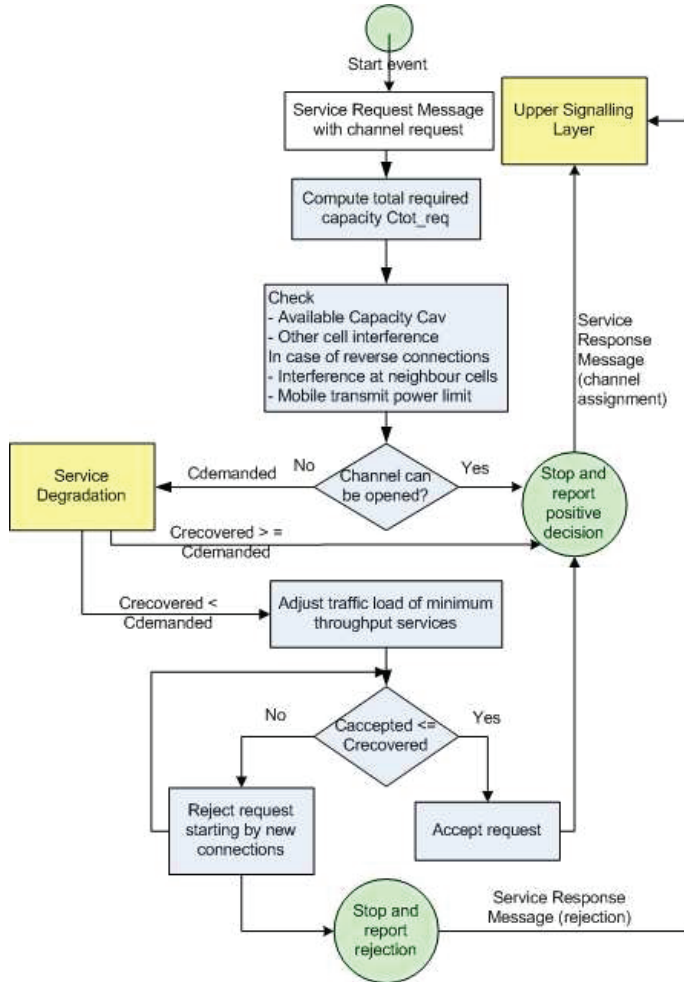 Start event
Service Request Message
with channel request
Upper Signalling
Layer
Compute total required
capacity Ctot_req
Check
- Available Capacity Cav
- Other cell interference
In case of reverse connections
- Interference at neighbour cells
- Mobile transmit power limit
Service
Response
Message
(channel
assignment)
Service
Degradation
Cdemanded
No
Channel can
be opened?
Yes
Stop and
report
positive
decision
Crecovered > =
Cdemanded
Crecovered <
Cdemanded
Adjust traffic load of minimum
throughput services
No
Caccepted <=
Crecovered
Yes
Reject request
starting by new
connections
Accept request
Stop and
report
rejection
Service Response
Message (rejection)